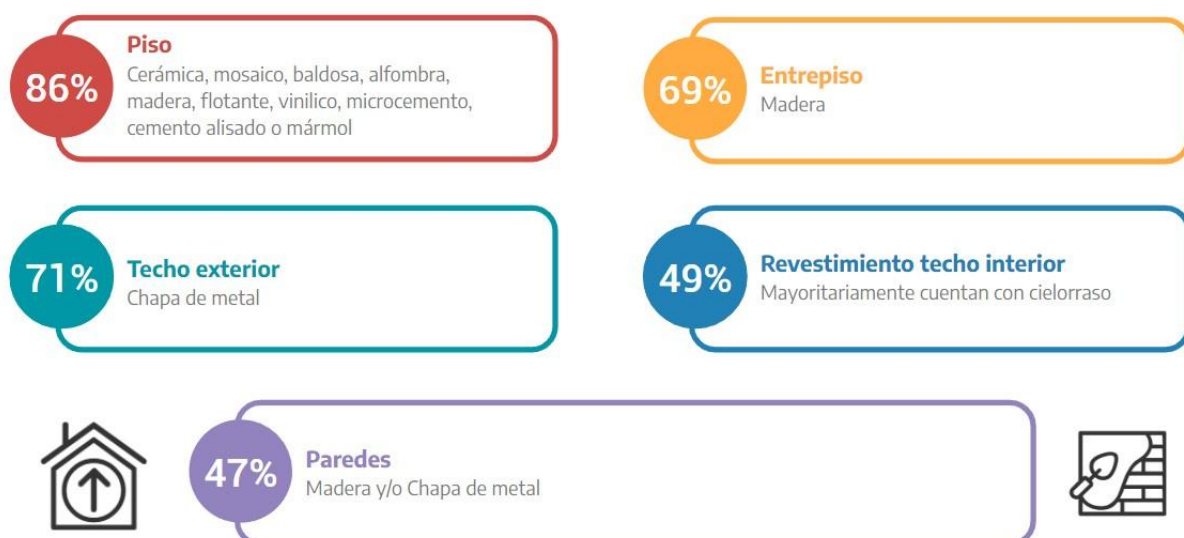 86%
Piso
Cerámica, mosaico, baldosa, alfombra,
madera, flotante, vinilico, microcemento,
cemento alisado o mármol
69%
Entrepiso
Madera
71%
Techo exterior
Chapa de metal
49%
Revestimiento techo interior
Mayoritariamente cuentan con cielorraso
47%
Paredes
Madera y/o Chapa de metal